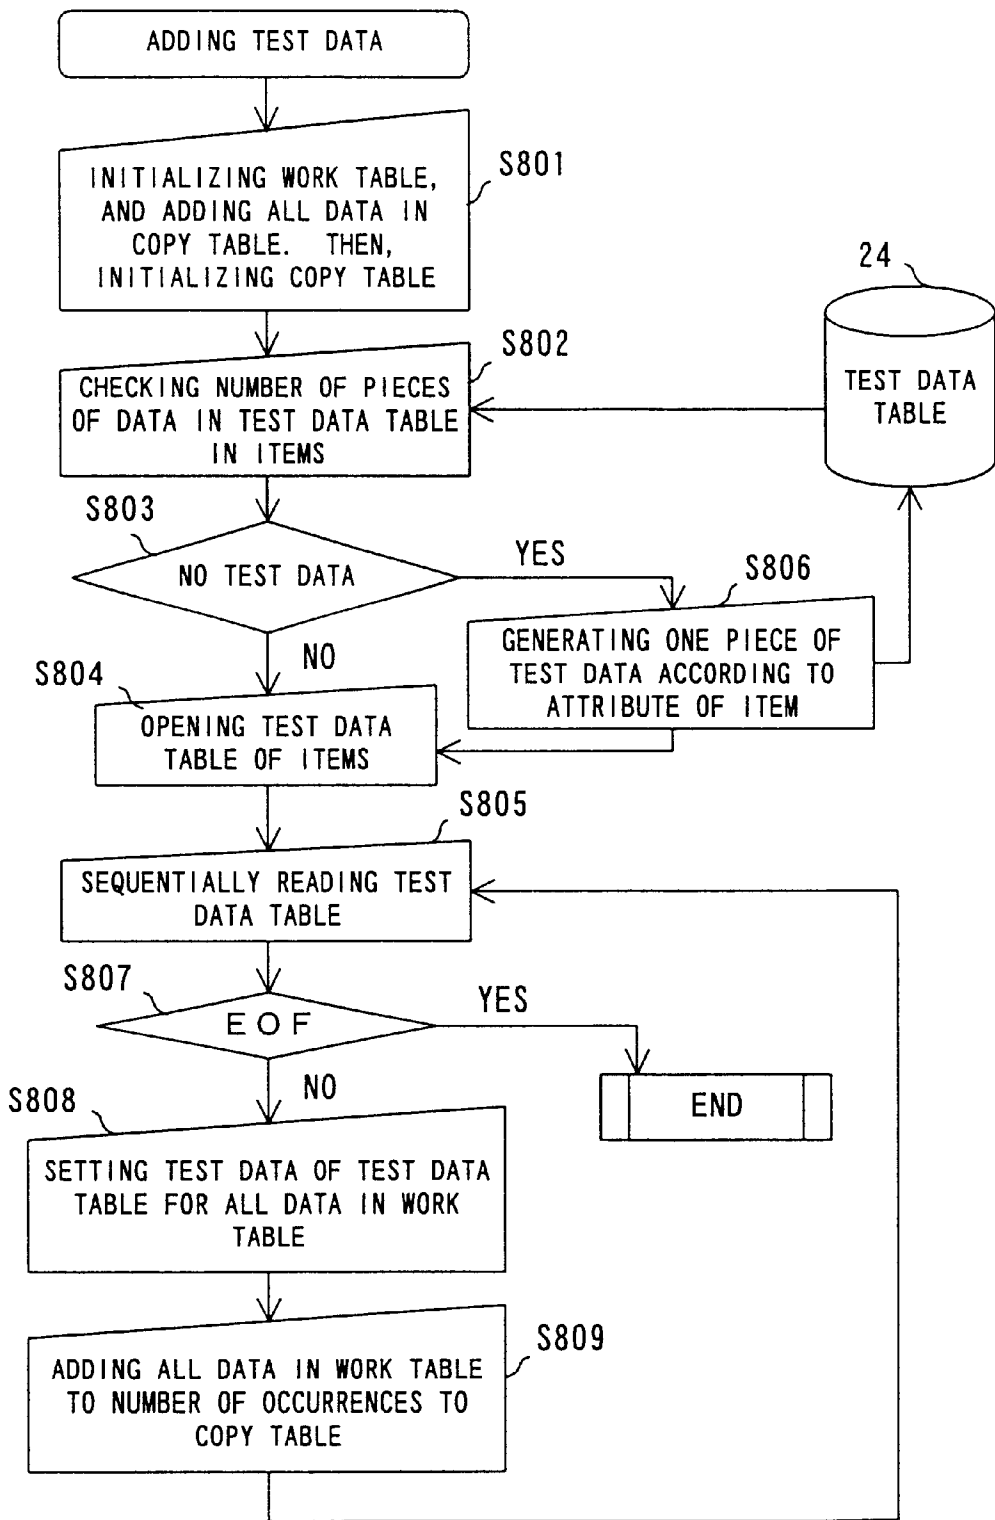 ADDING TEST DATA
S801
INITIALIZING WORK TABLE,
AND ADDING ALL DATA IN
COPY TABLE. THEN,
INITIALIZING COPY TABLE
24
S802
CHECKING NUMBER OF PIECES
OF DATA IN TEST DATA TABLE
IN ITEMS
TEST DATA
TABLE
S803
NO TEST DATA
YES
NO
S806
GENERATING ONE PIECE OF
TEST DATA ACCORDING TO
ATTRIBUTE OF ITEM
S804
OPENING TEST DATA
TABLE OF ITEMS
S805
SEQUENTIALLY READING TEST
DATA TABLE
S807
EOF
YES
NO
END
S808
SETTING TEST DATA OF TEST DATA
TABLE FOR ALL DATA IN WORK
TABLE
S809
ADDING ALL DATA IN WORK TABLE
TO NUMBER OF OCCURRENCES TO
COPY TABLE